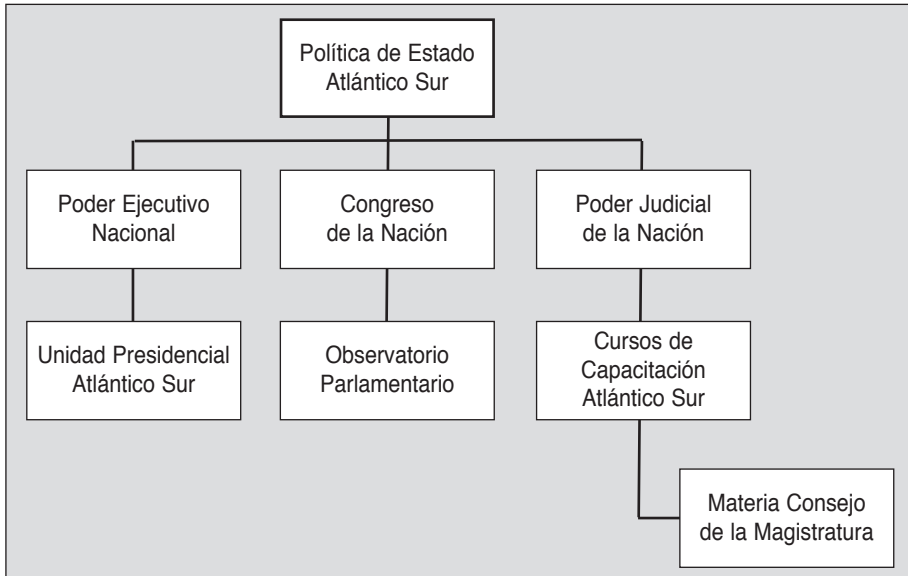 Política de Estado
Atlántico Sur
Poder Ejecutivo
Nacional
Congreso
de la Nación
Poder Judicial
de la Nación
Unidad Presidencial
Atlántico Sur
Observatorio
Parlamentario
Cursos de
Capacitación
Atlántico Sur
Materia Consejo
de la Magistratura